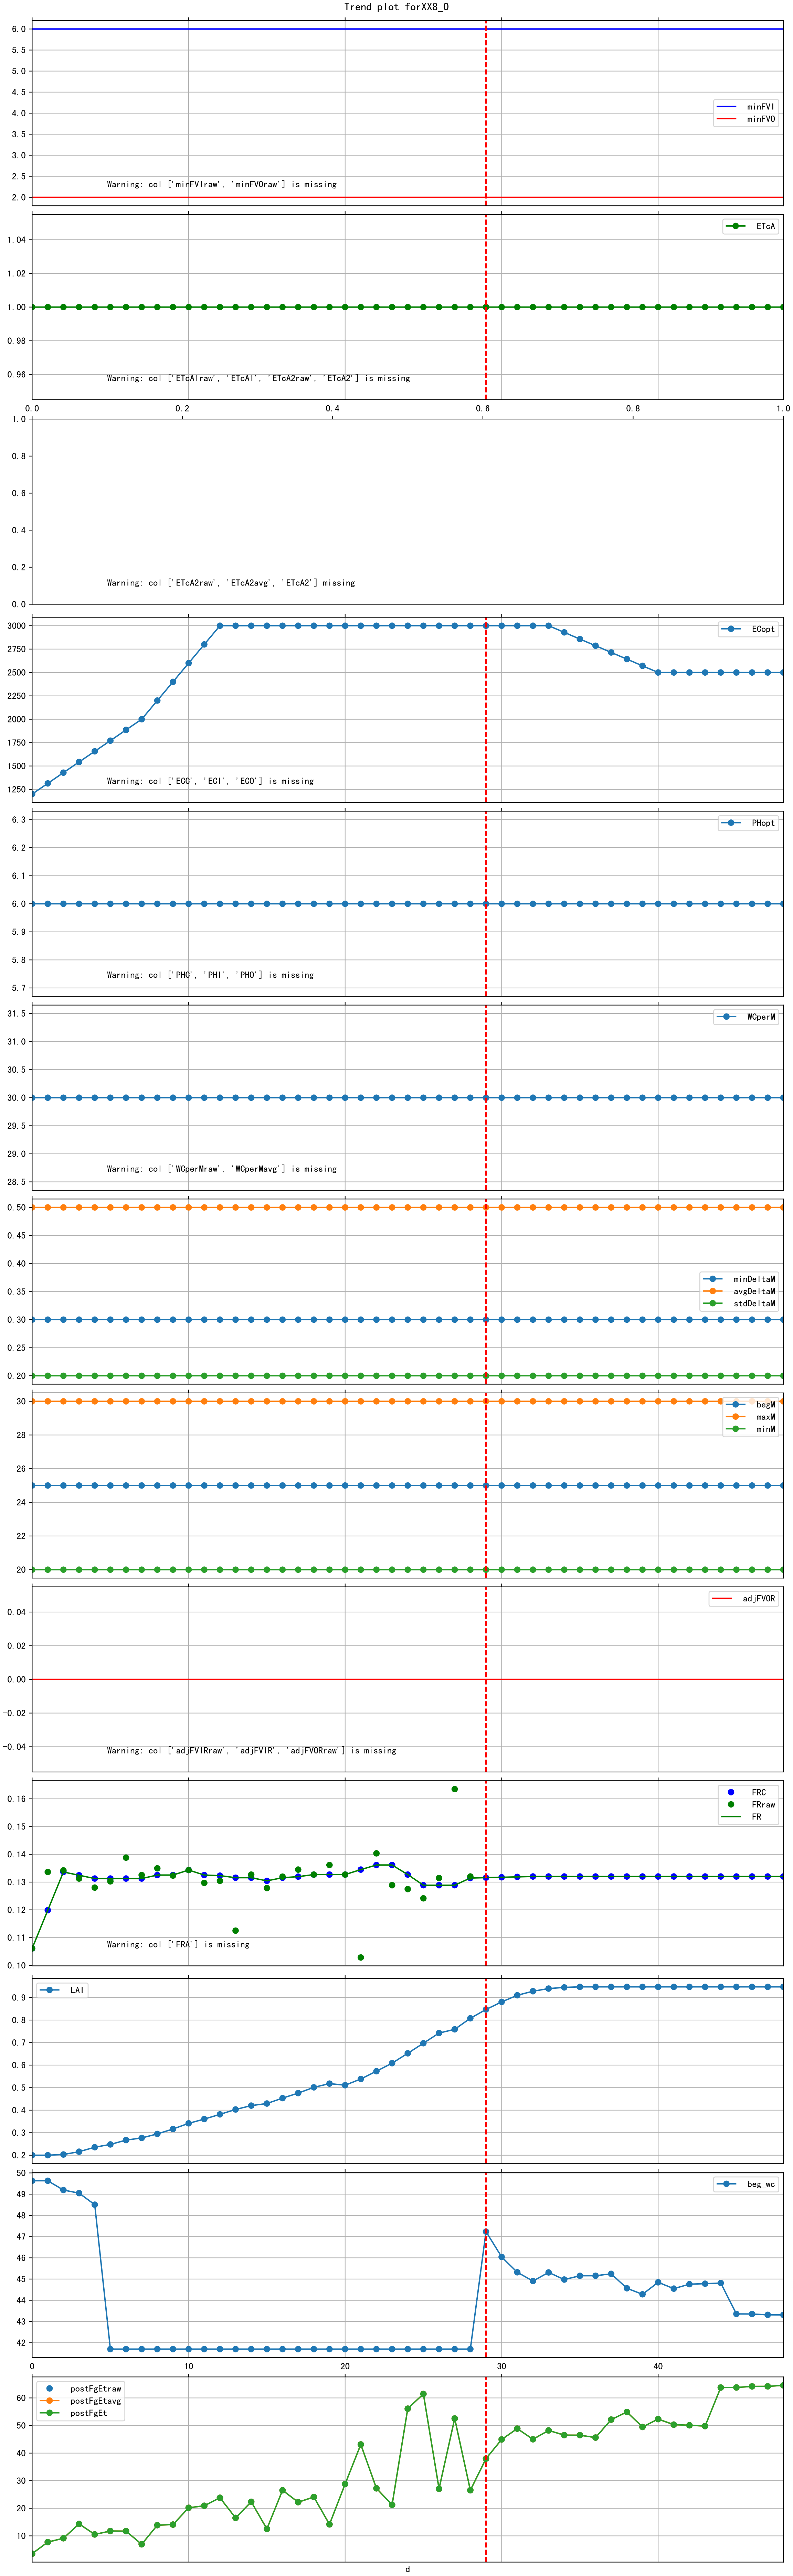 Trend plot forXX8_0
6.0
5.5
5.0
4.5
4.0
3.5
3.0
2.5
2.0
minFVI
minFVO
Warning: col ['minFVIraw', 'minFVOraw'] is missing
1.04
1.02
1.00
0.98
0.96
ETcA
Warning: col ['ETcA1raw', 'ETcA1', 'ETcA2raw', 'ETcA2'] is missing
0.0 0.2 0.4 0.6 0.8 1.0
1.0
0.8
0.6
0.4
0.2
0.0
Warning: col ['ETcA2raw', 'ETcA2avg', 'ETcA2'] missing
3000
2750
2500
2250
2000
1750
1500
1250
ECopt
Warning: col ['ECC', 'ECI', 'ECO'] is missing
6.3
6.2
6.1
6.0
5.9
5.8
5.7
PHopt
Warning: col ['PHC', 'PHI', 'PHO'] is missing
31.5
31.0
30.5
30.0
29.5
29.0
28.5
WCperM
Warning: col ['WCperMraw', 'WCperMavg'] is missing
0.50
0.45
0.40
0.35
0.30
0.25
0.20
minDeltaM
avgDeltaM
stdDeltaM
30
28
26
24
22
20
begM
maxM
minM
0.04
0.02
0.00
-0.02
-0.04
adjFVOR
Warning: col ['adjFVIRraw', 'adjFVIR', 'adjFVORraw'] is missing
0.16
0.15
0.14
0.13
0.12
0.11
0.10
FRC
FRraw
FR
Warning: col ['FRA'] is missing
0.9
0.8
0.7
0.6
0.5
0.4
0.3
0.2
LAI
50
49
48
47
46
45
44
43
42
beg_wc
0 10 20 30 40
60
50
40
30
20
10
postFgEtraw
postFgEtavg
postFgEt
d